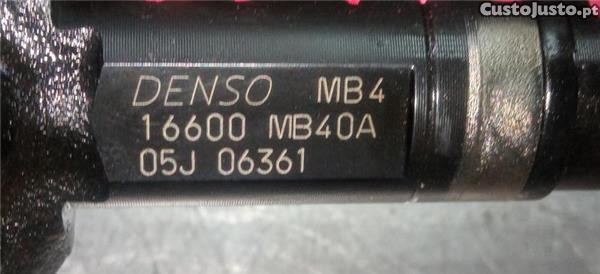 CustoJusto.pt
DENSO MB4
16600 MB40A
05J 06361